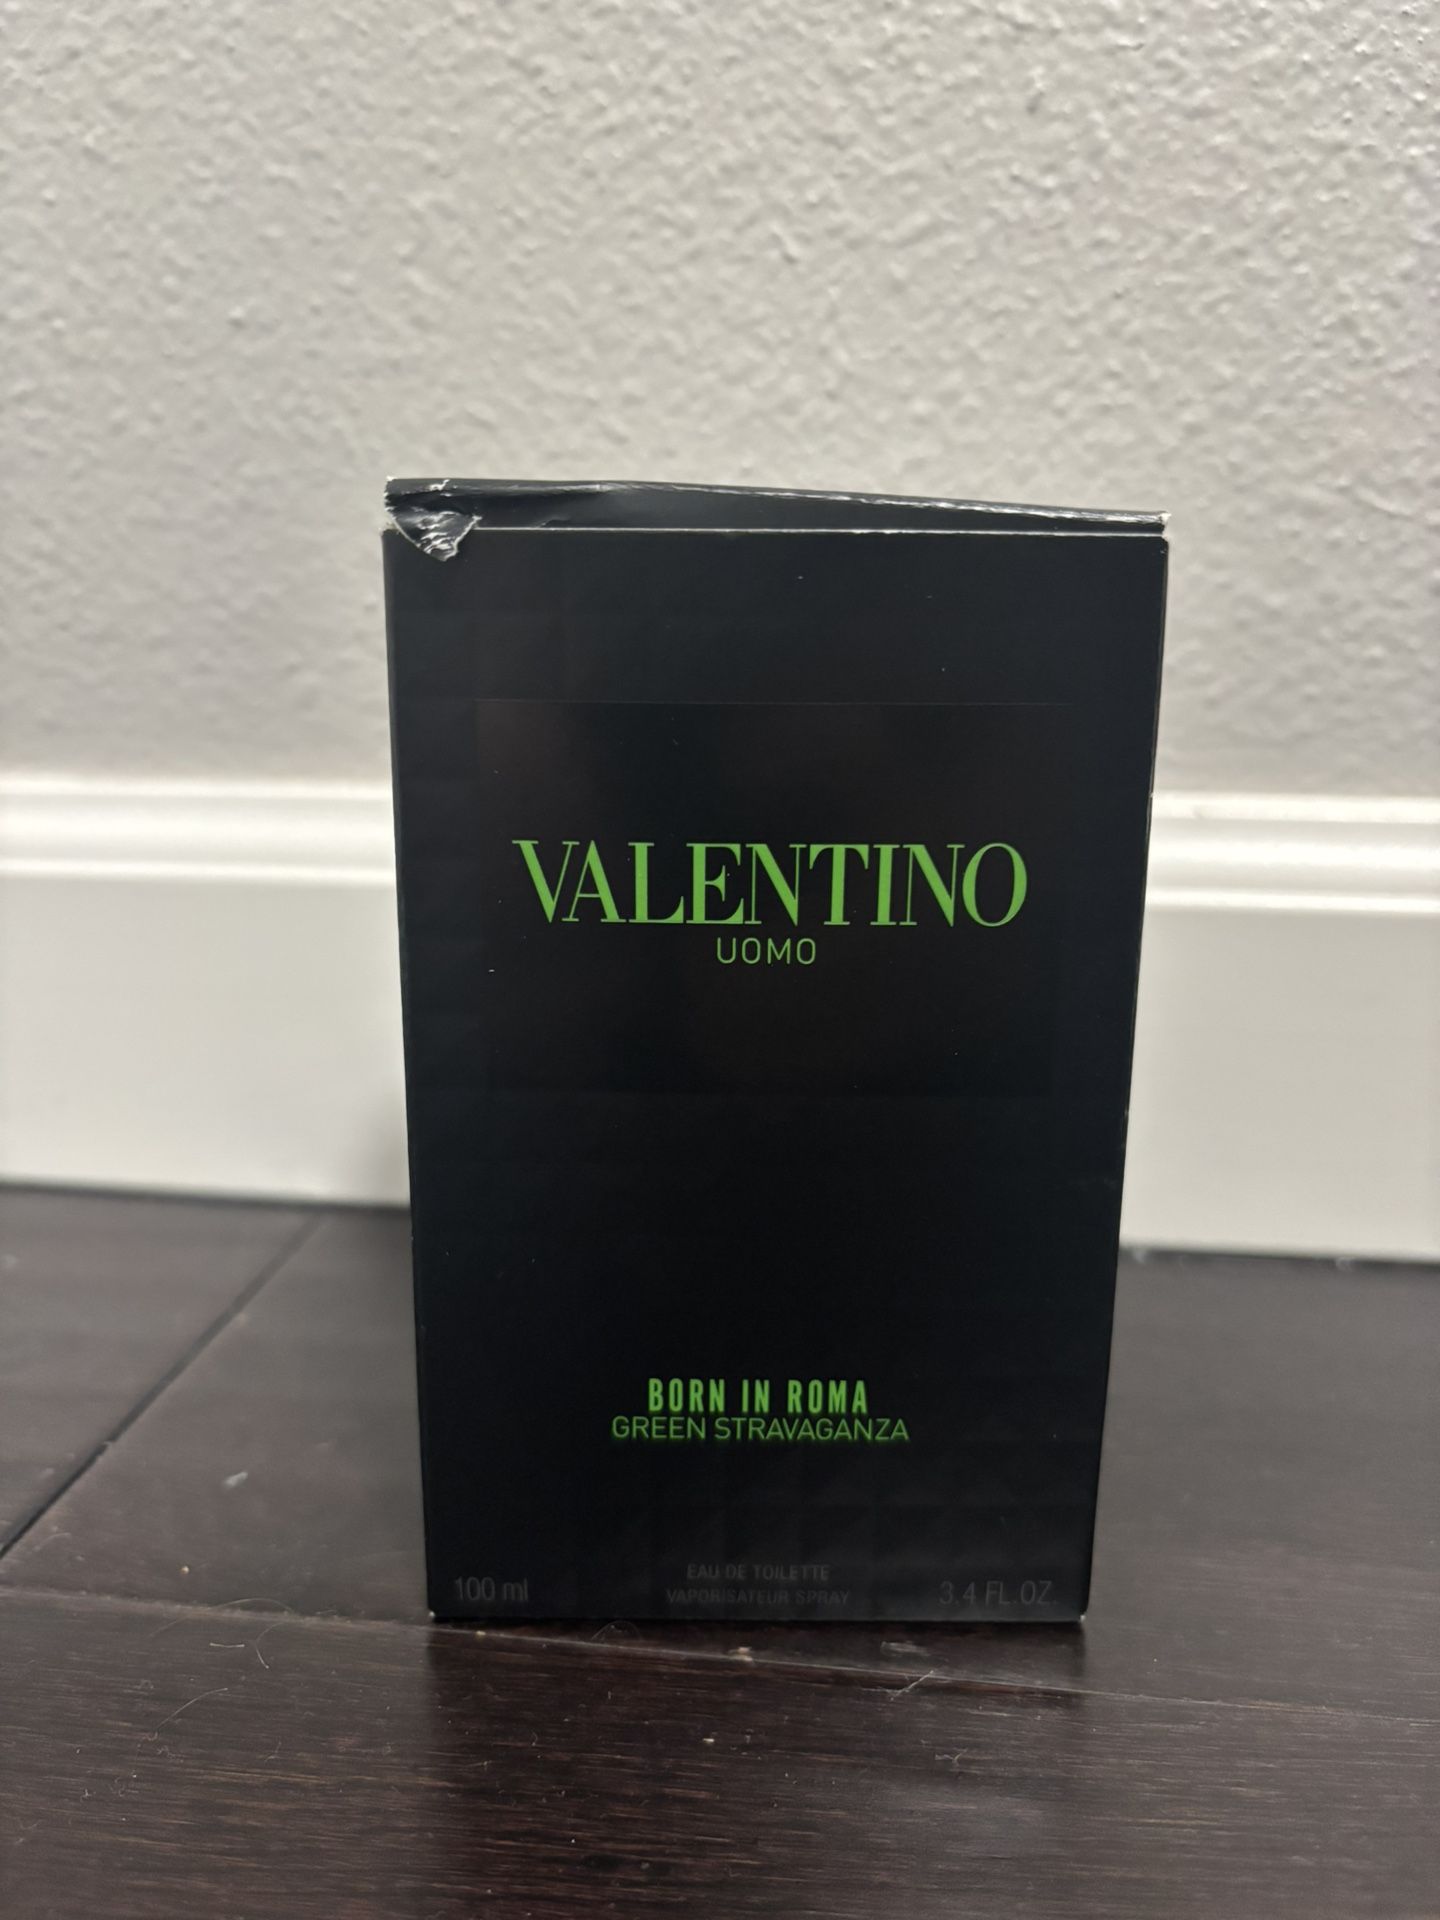 VALENTINO
UOMO
BORN IN ROMA
GREEN STRAVAGANZA
EAU DE TOILETTE
100 ml VAPORISATEUR SPRAY 3.4 FL.OZ.